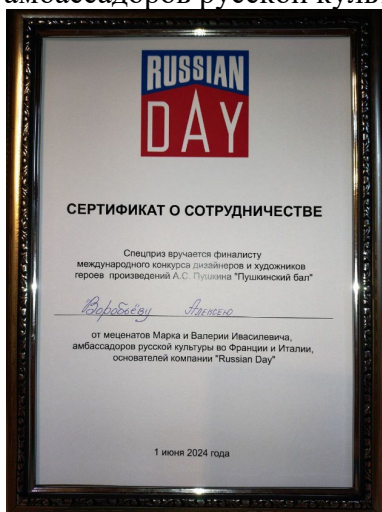 амбассадоров русской куль
RUSSIAN
DAY
СЕРТИФИКАТ О СОТРУДНИЧЕСТВЕ
Спецприз вручается финалисту
международного конкурса дизайнеров и художников
героев произведений А.С. Пушкина "Пушкинский бал"
Воробьёву Алексею
от меценатов Марка и Валерии Ивасилевича,
амбассадоров русской культуры во Франции и Италии,
основателей компании "Russian Day"
1 июня 2024 года